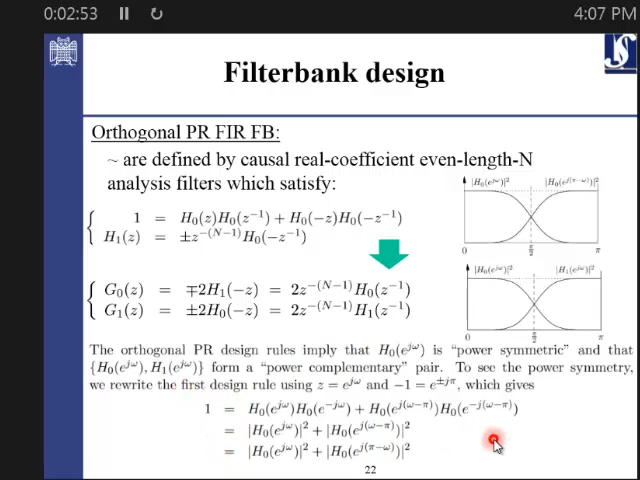 0:02:53
4:07 PM
Filterbank design
Orthogonal PR FIR FB:
~ are defined by causal real-coefficient even-length-N
analysis filters which satisfy:
1 = H₀(z)H₀(z⁻¹) + H₀(−z)H₀(−z⁻¹)
H₁(z) = ±z^{−(N−1)}H₀(−z⁻¹)
|H₀(e^{jω})|² |H₀(e^{j(π−ω)})|²
0 π/2 π
G₀(z) = ∓2H₁(−z) = 2z^{−(N−1)}H₀(z⁻¹)
G₁(z) = ±2H₀(−z) = 2z^{−(N−1)}H₁(z⁻¹)
|H₀(e^{jω})|² |H₁(e^{jω})|²
0 π/2 π
The orthogonal PR design rules imply that H₀(e^{jω}) is “power symmetric” and that
{H₀(e^{jω}), H₁(e^{jω})} form a “power complementary” pair. To see the power symmetry,
we rewrite the first design rule using z = e^{jω} and −1 = e^{±jπ}, which gives
1 = H₀(e^{jω})H₀(e^{−jω}) + H₀(e^{j(ω−π)})H₀(e^{−j(ω−π)})
= |H₀(e^{jω})|² + |H₀(e^{j(ω−π)})|²
= |H₀(e^{jω})|² + |H₀(e^{j(π−ω)})|²
22